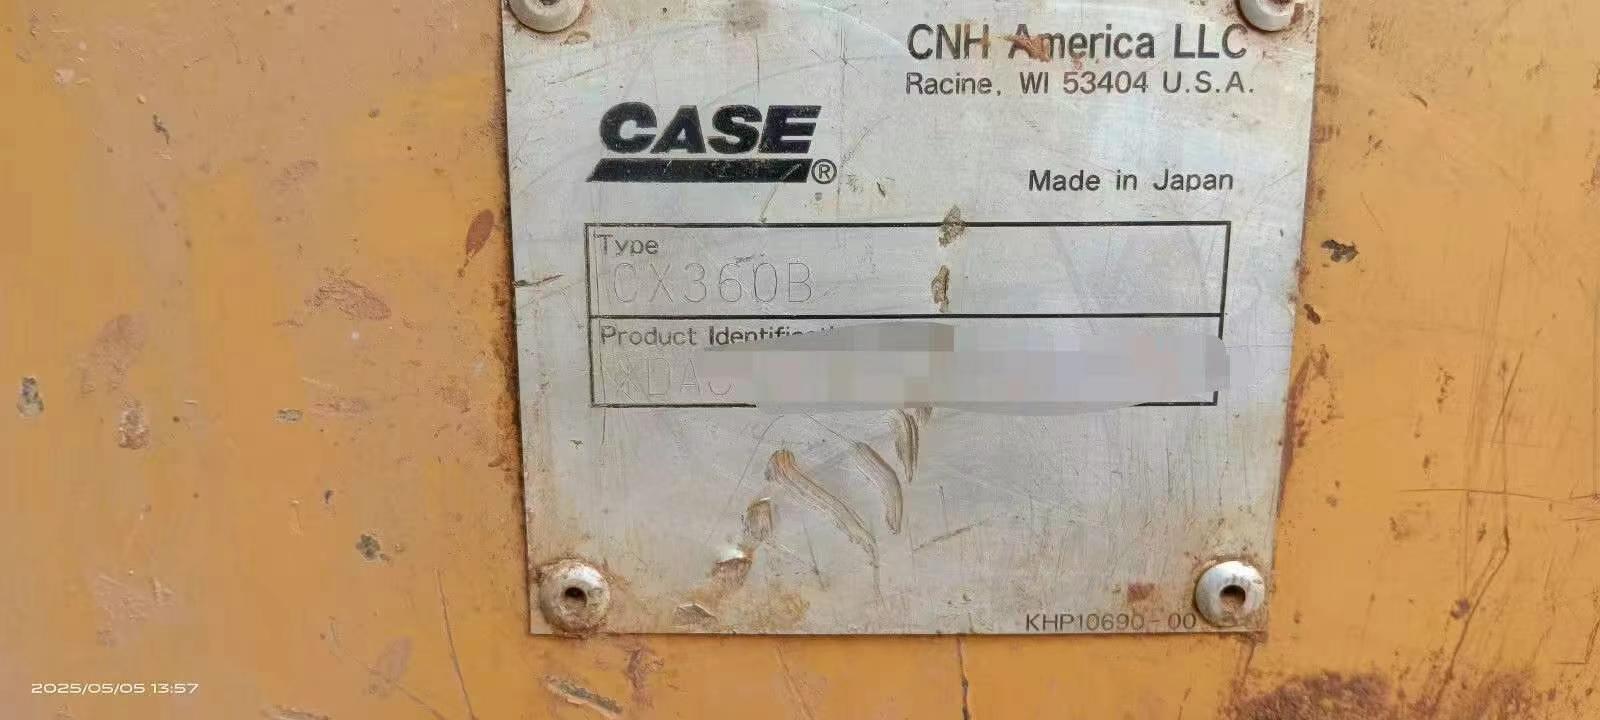 CNH America LLC
Racine, WI 53404 U.S.A.
CASE®
Made in Japan
Type
CX360B
Product
KHP10690-00
2025/05/05 13:57